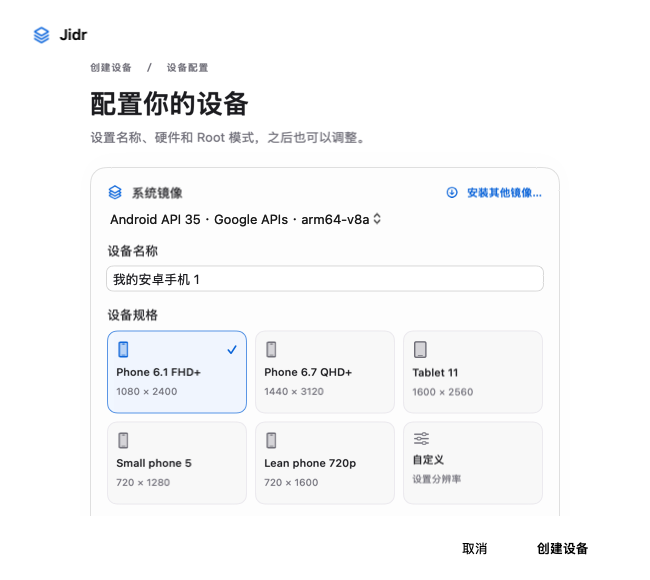 Jidr
创建设备 / 设备配置
配置你的设备
设置名称、硬件和 Root 模式，之后也可以调整。
系统镜像
安装其他镜像...
Android API 35 · Google APIs · arm64-v8a
设备名称
我的安卓手机 1
设备规格
Phone 6.1 FHD+
1080 × 2400
Phone 6.7 QHD+
1440 × 3120
Tablet 11
1600 × 2560
Small phone 5
720 × 1280
Lean phone 720p
720 × 1600
自定义
设置分辨率
取消
创建设备